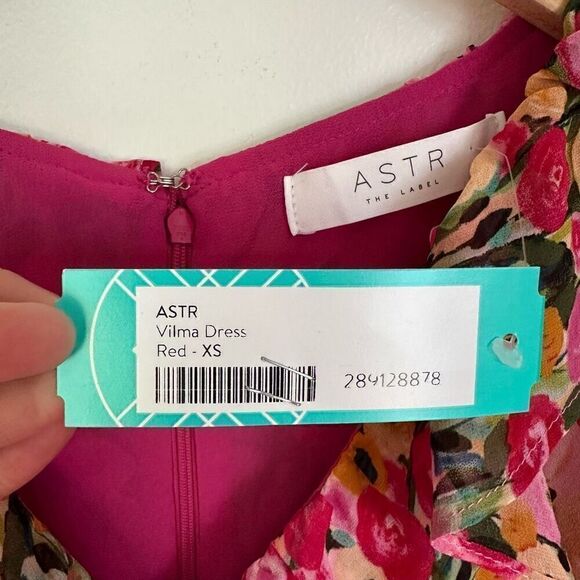 ASTR
THE LABEL
ASTR
Vilma Dress
Red - XS
289128878